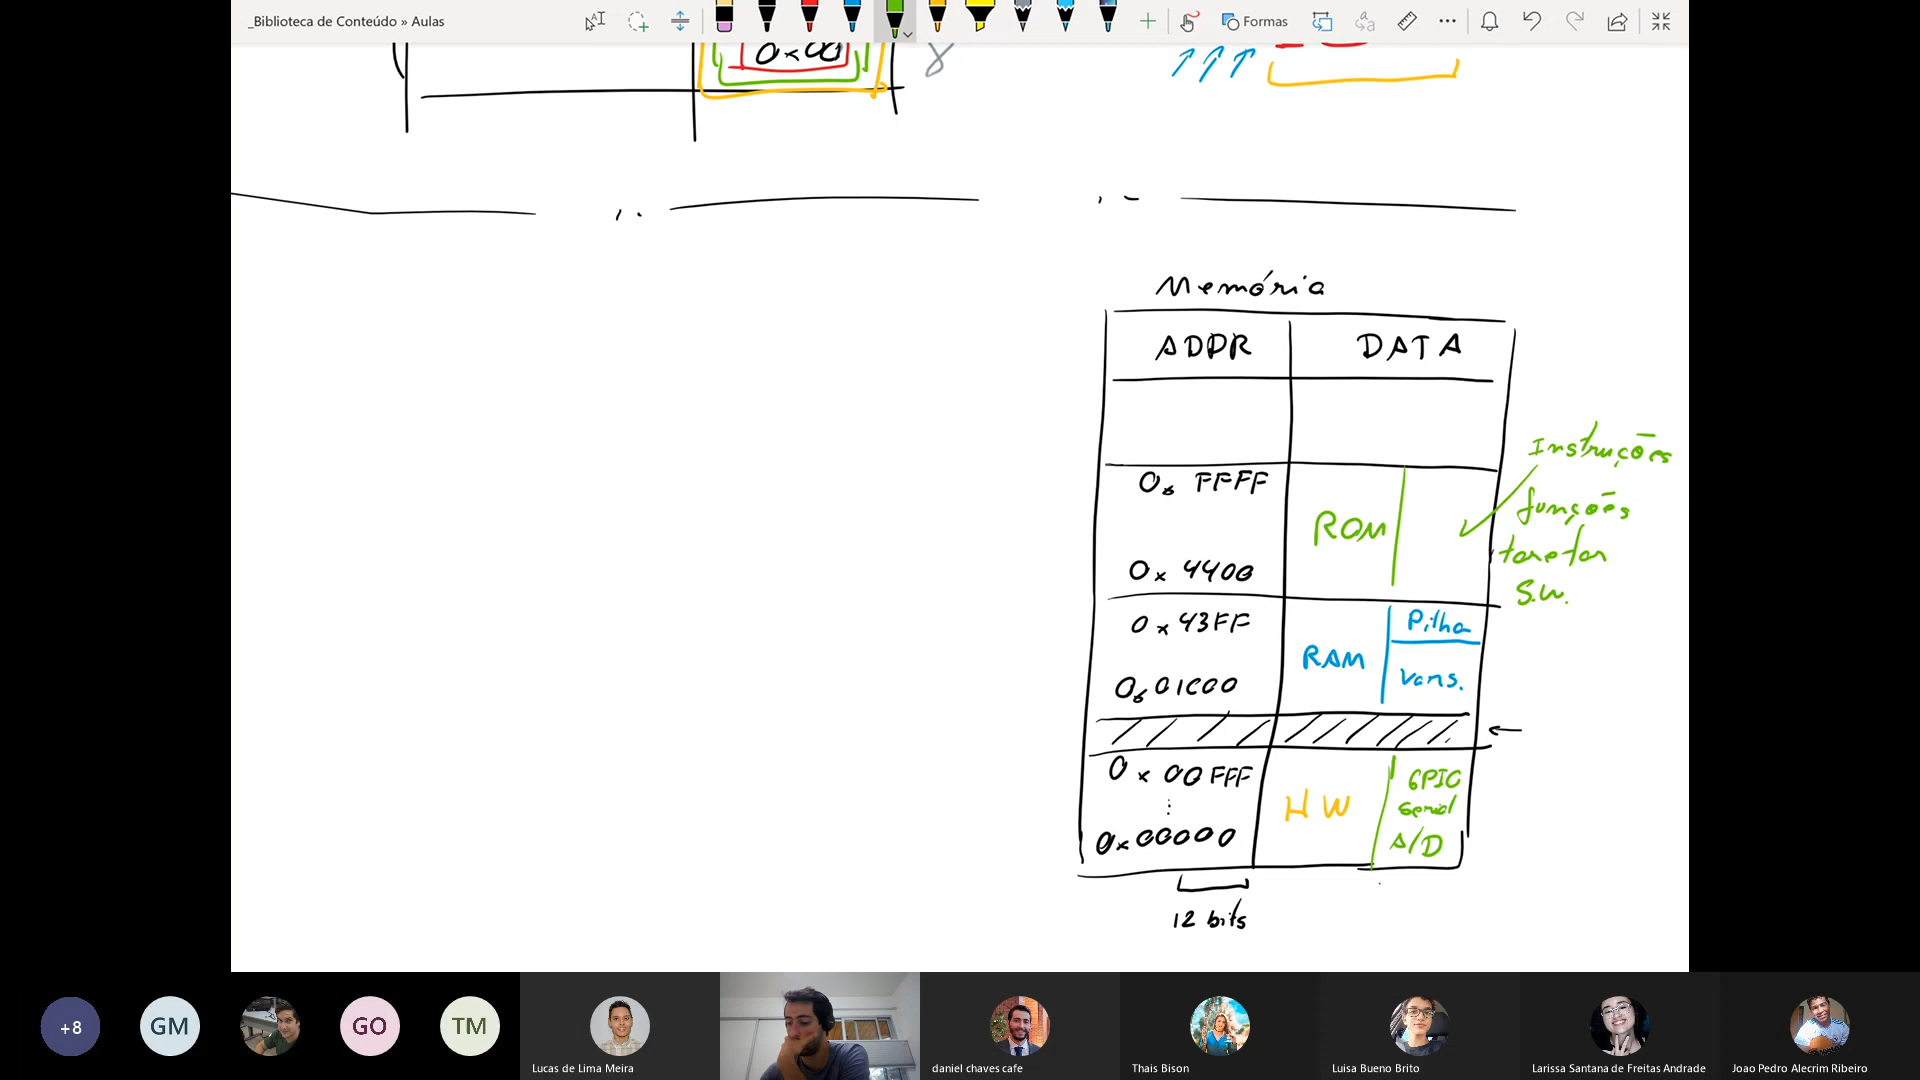 _Biblioteca de Conteúdo » Aulas
Formas
0x00
8
Memória
ADDR DATA
0x FFFF
ROM
0x 4400
Instruções
funções
tarefas
S.W.
0x 43FF
RAM
Pilha
Vars.
0x 01C00
0x 00FFF
0x00000
HW
GPIO
Serial
A/D
12 bits
+8
GM
GO
TM
Lucas de Lima Meira
daniel chaves cafe
Thais Bison
Luisa Bueno Brito
Larissa Santana de Freitas Andrade
Joao Pedro Alecrim Ribeiro